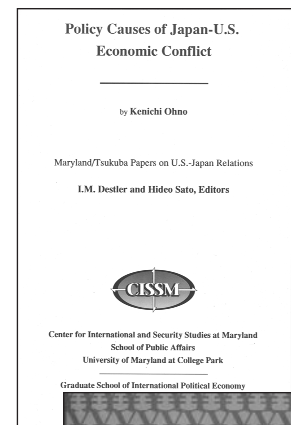 Policy Causes of Japan-U.S.
Economic Conflict
by Kenichi Ohno
Maryland/Tsukuba Papers on U.S.-Japan Relations
I.M. Destler and Hideo Sato, Editors
CISSM
Center for International and Security Studies at Maryland
School of Public Affairs
University of Maryland at College Park
Graduate School of International Political Economy